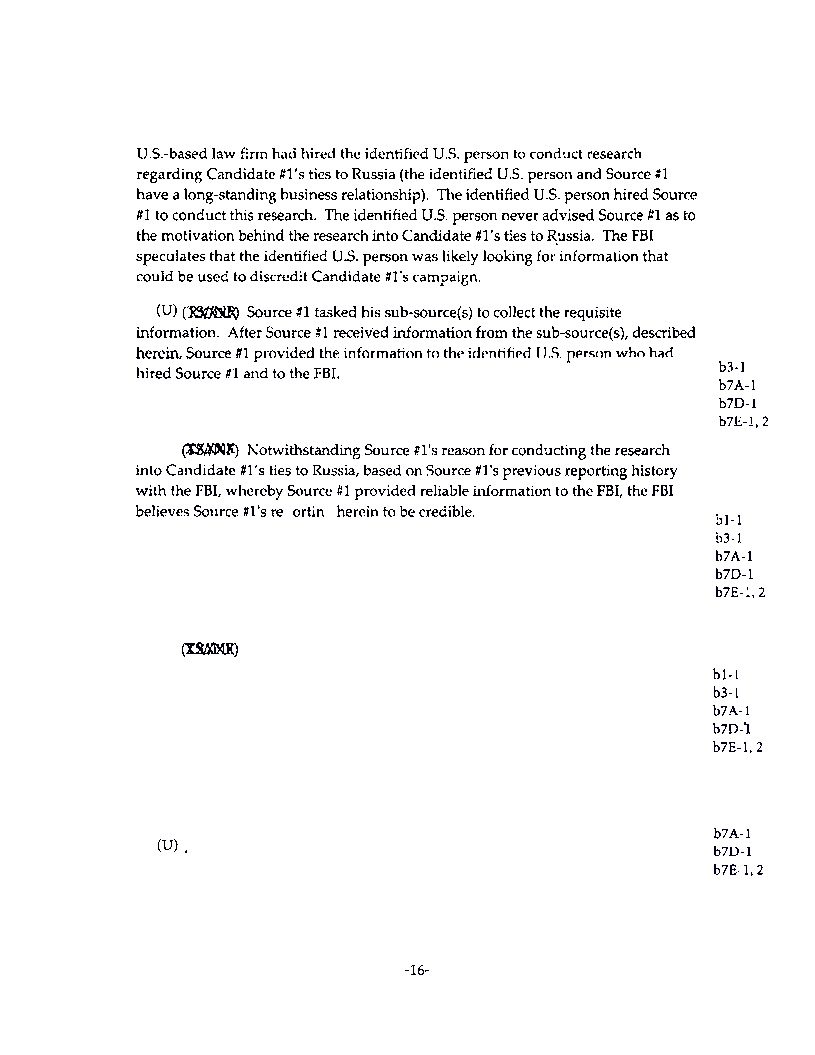 U.S.-based law firm had hired the identified U.S. person to conduct research
regarding Candidate #1's ties to Russia (the identified U.S. person and Source #1
have a long-standing business relationship). The identified U.S. person hired Source
#1 to conduct this research. The identified U.S. person never advised Source #1 as to
the motivation behind the research into Candidate #1's ties to Russia. The FBI
speculates that the identified U.S. person was likely looking for information that
could be used to discredit Candidate #1's campaign.
(U) Source #1 tasked his sub-source(s) to collect the requisite
information. After Source #1 received information from the sub-source(s), described
herein, Source #1 provided the information to the identified U.S. person who had
hired Source #1 and to the FBI.
b3-1
b7A-1
b7D-1
b7E-1, 2
Notwithstanding Source #1's reason for conducting the research
into Candidate #1's ties to Russia, based on Source #1's previous reporting history
with the FBI, whereby Source #1 provided reliable information to the FBI, the FBI
believes Source #1's re ortin herein to be credible.
b1-1
b3-1
b7A-1
b7D-1
b7E-1, 2
b1-1
b3-1
b7A-1
b7D-1
b7E-1, 2
(U)
b7A-1
b7D-1
b7E-1, 2
-16-